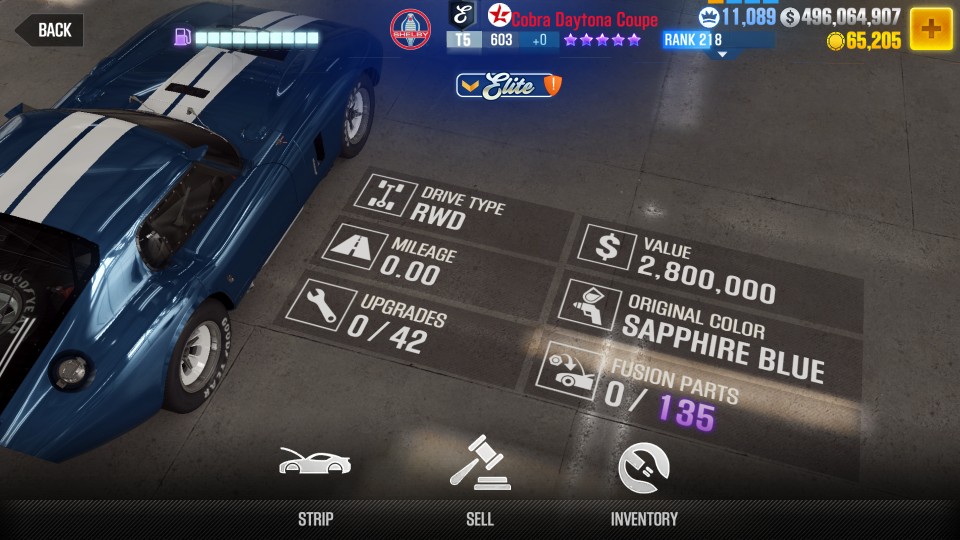 BACK
SHELBY
Cobra Daytona Coupe
T5 603 +0
RANK 218
11,089
$ 496,064,907
65,205
Elite
DRIVE TYPE
RWD
MILEAGE
0.00
UPGRADES
0/42
VALUE
2,800,000
ORIGINAL COLOR
SAPPHIRE BLUE
FUSION PARTS
0/135
GOODYEAR
STRIP
SELL
INVENTORY